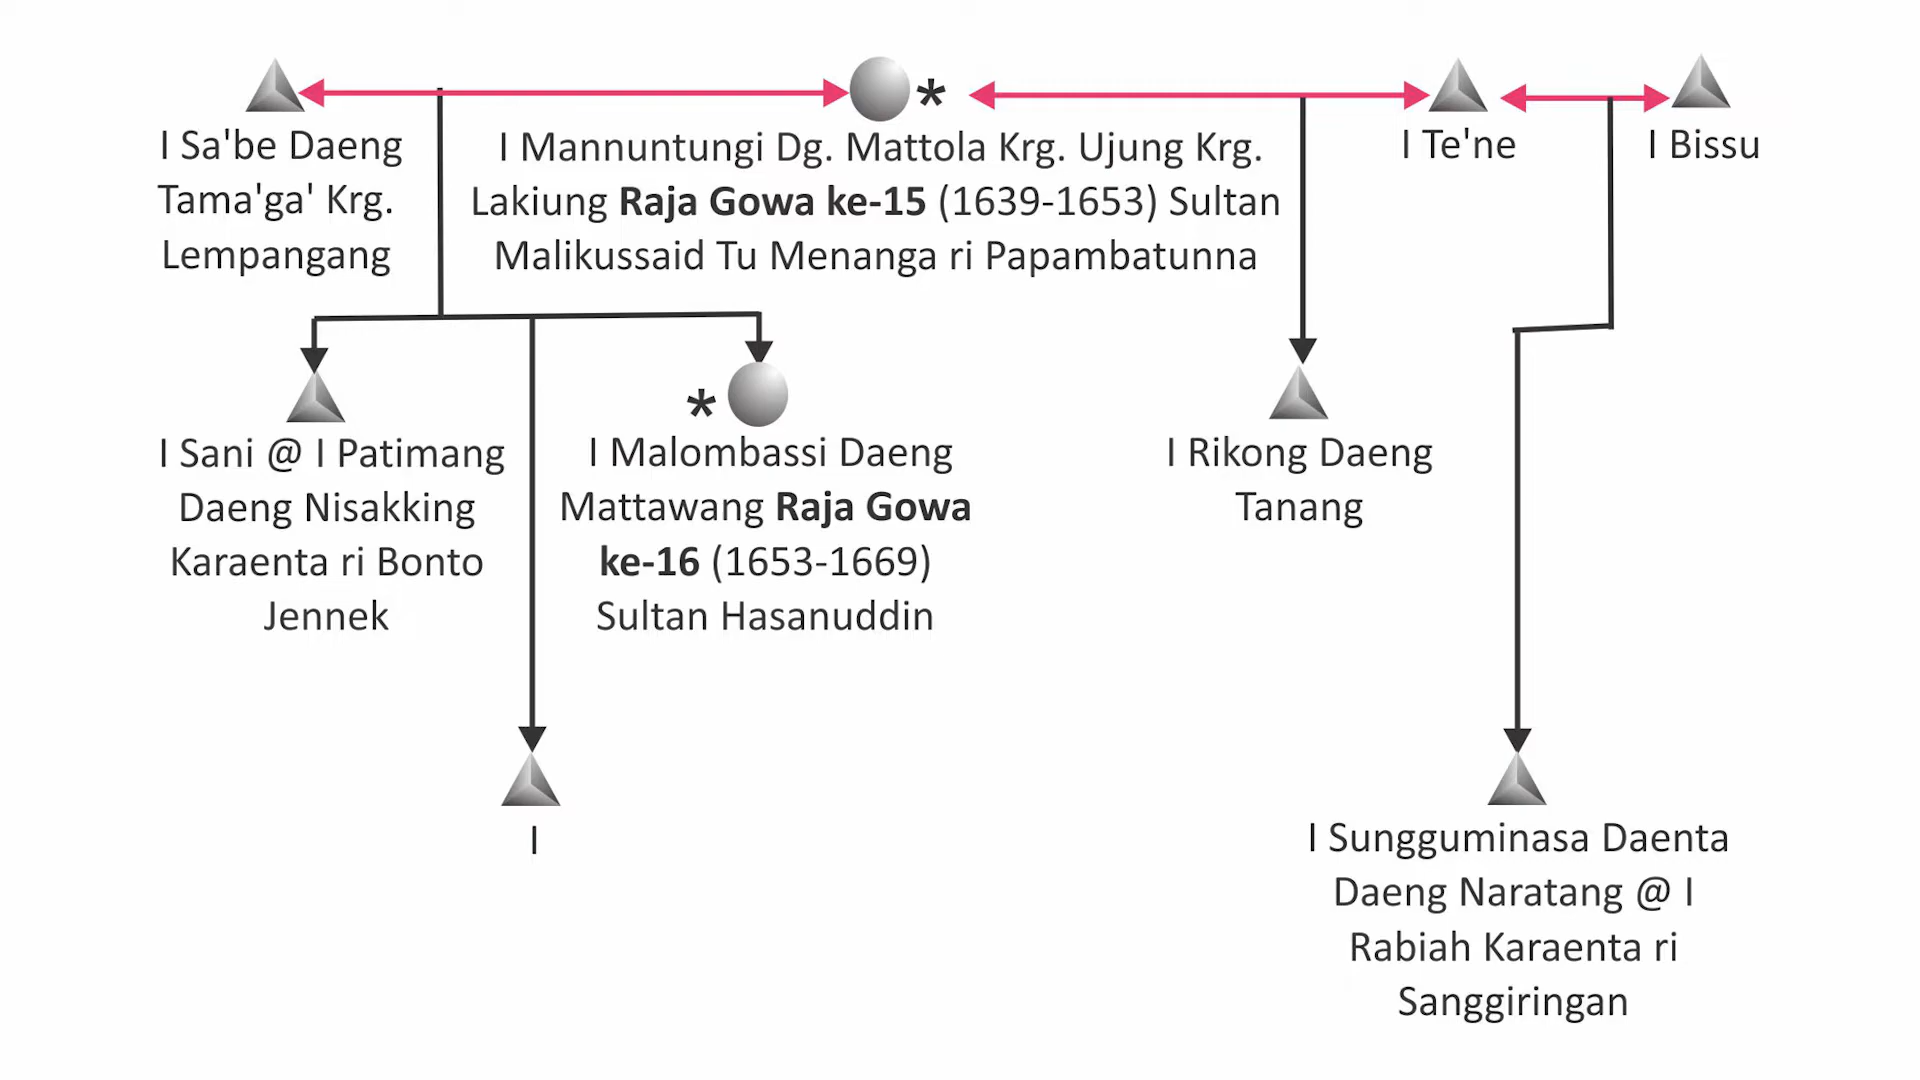 I Sa'be Daeng
Tama'ga' Krg.
Lempangang
*
I Mannuntungi Dg. Mattola Krg. Ujung Krg.
Lakiung Raja Gowa ke-15 (1639-1653) Sultan
Malikussaid Tu Menanga ri Papambatunna
I Te'ne
I Bissu
I Sani @ I Patimang
Daeng Nisakking
Karaenta ri Bonto
Jennek
*
I Malombassi Daeng
Mattawang Raja Gowa
ke-16 (1653-1669)
Sultan Hasanuddin
I Rikong Daeng
Tanang
I
I Sungguminasa Daenta
Daeng Naratang @ I
Rabiah Karaenta ri
Sanggiringan